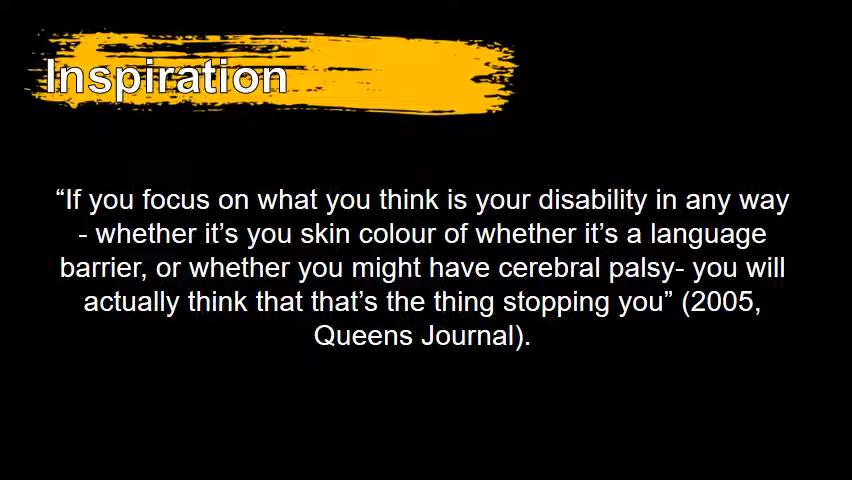 Inspiration
“If you focus on what you think is your disability in any way
- whether it’s you skin colour of whether it’s a language
barrier, or whether you might have cerebral palsy- you will
actually think that that’s the thing stopping you” (2005,
Queens Journal).